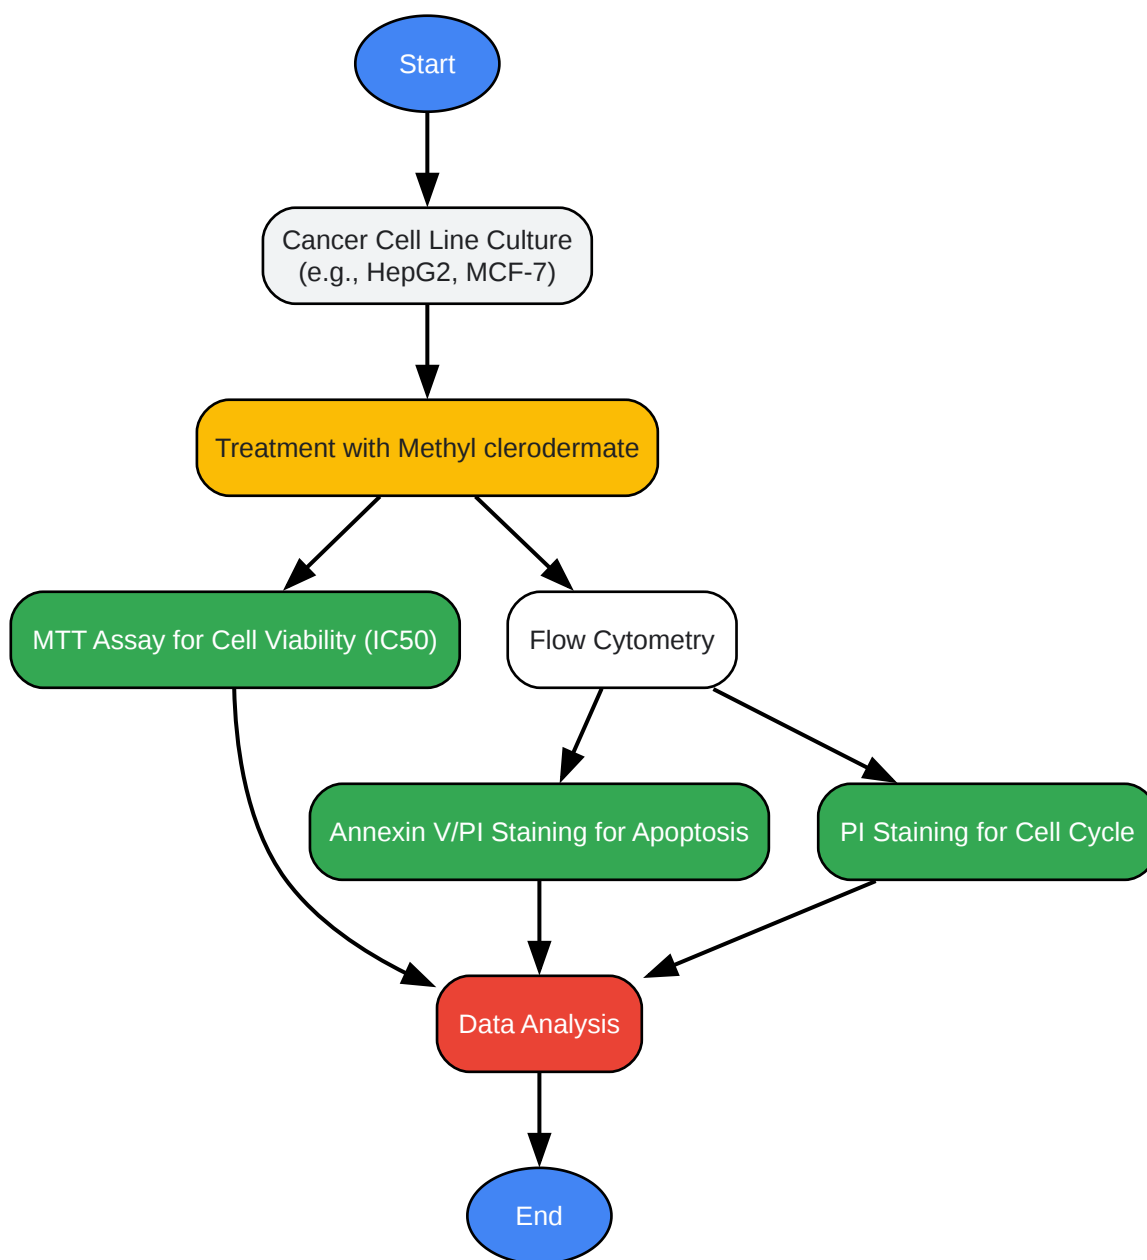 Start
Cancer Cell Line Culture
(e.g., HepG2, MCF-7)
Treatment with Methyl clerodermate
MTT Assay for Cell Viability (IC50)
Flow Cytometry
Annexin V/PI Staining for Apoptosis
PI Staining for Cell Cycle
Data Analysis
End